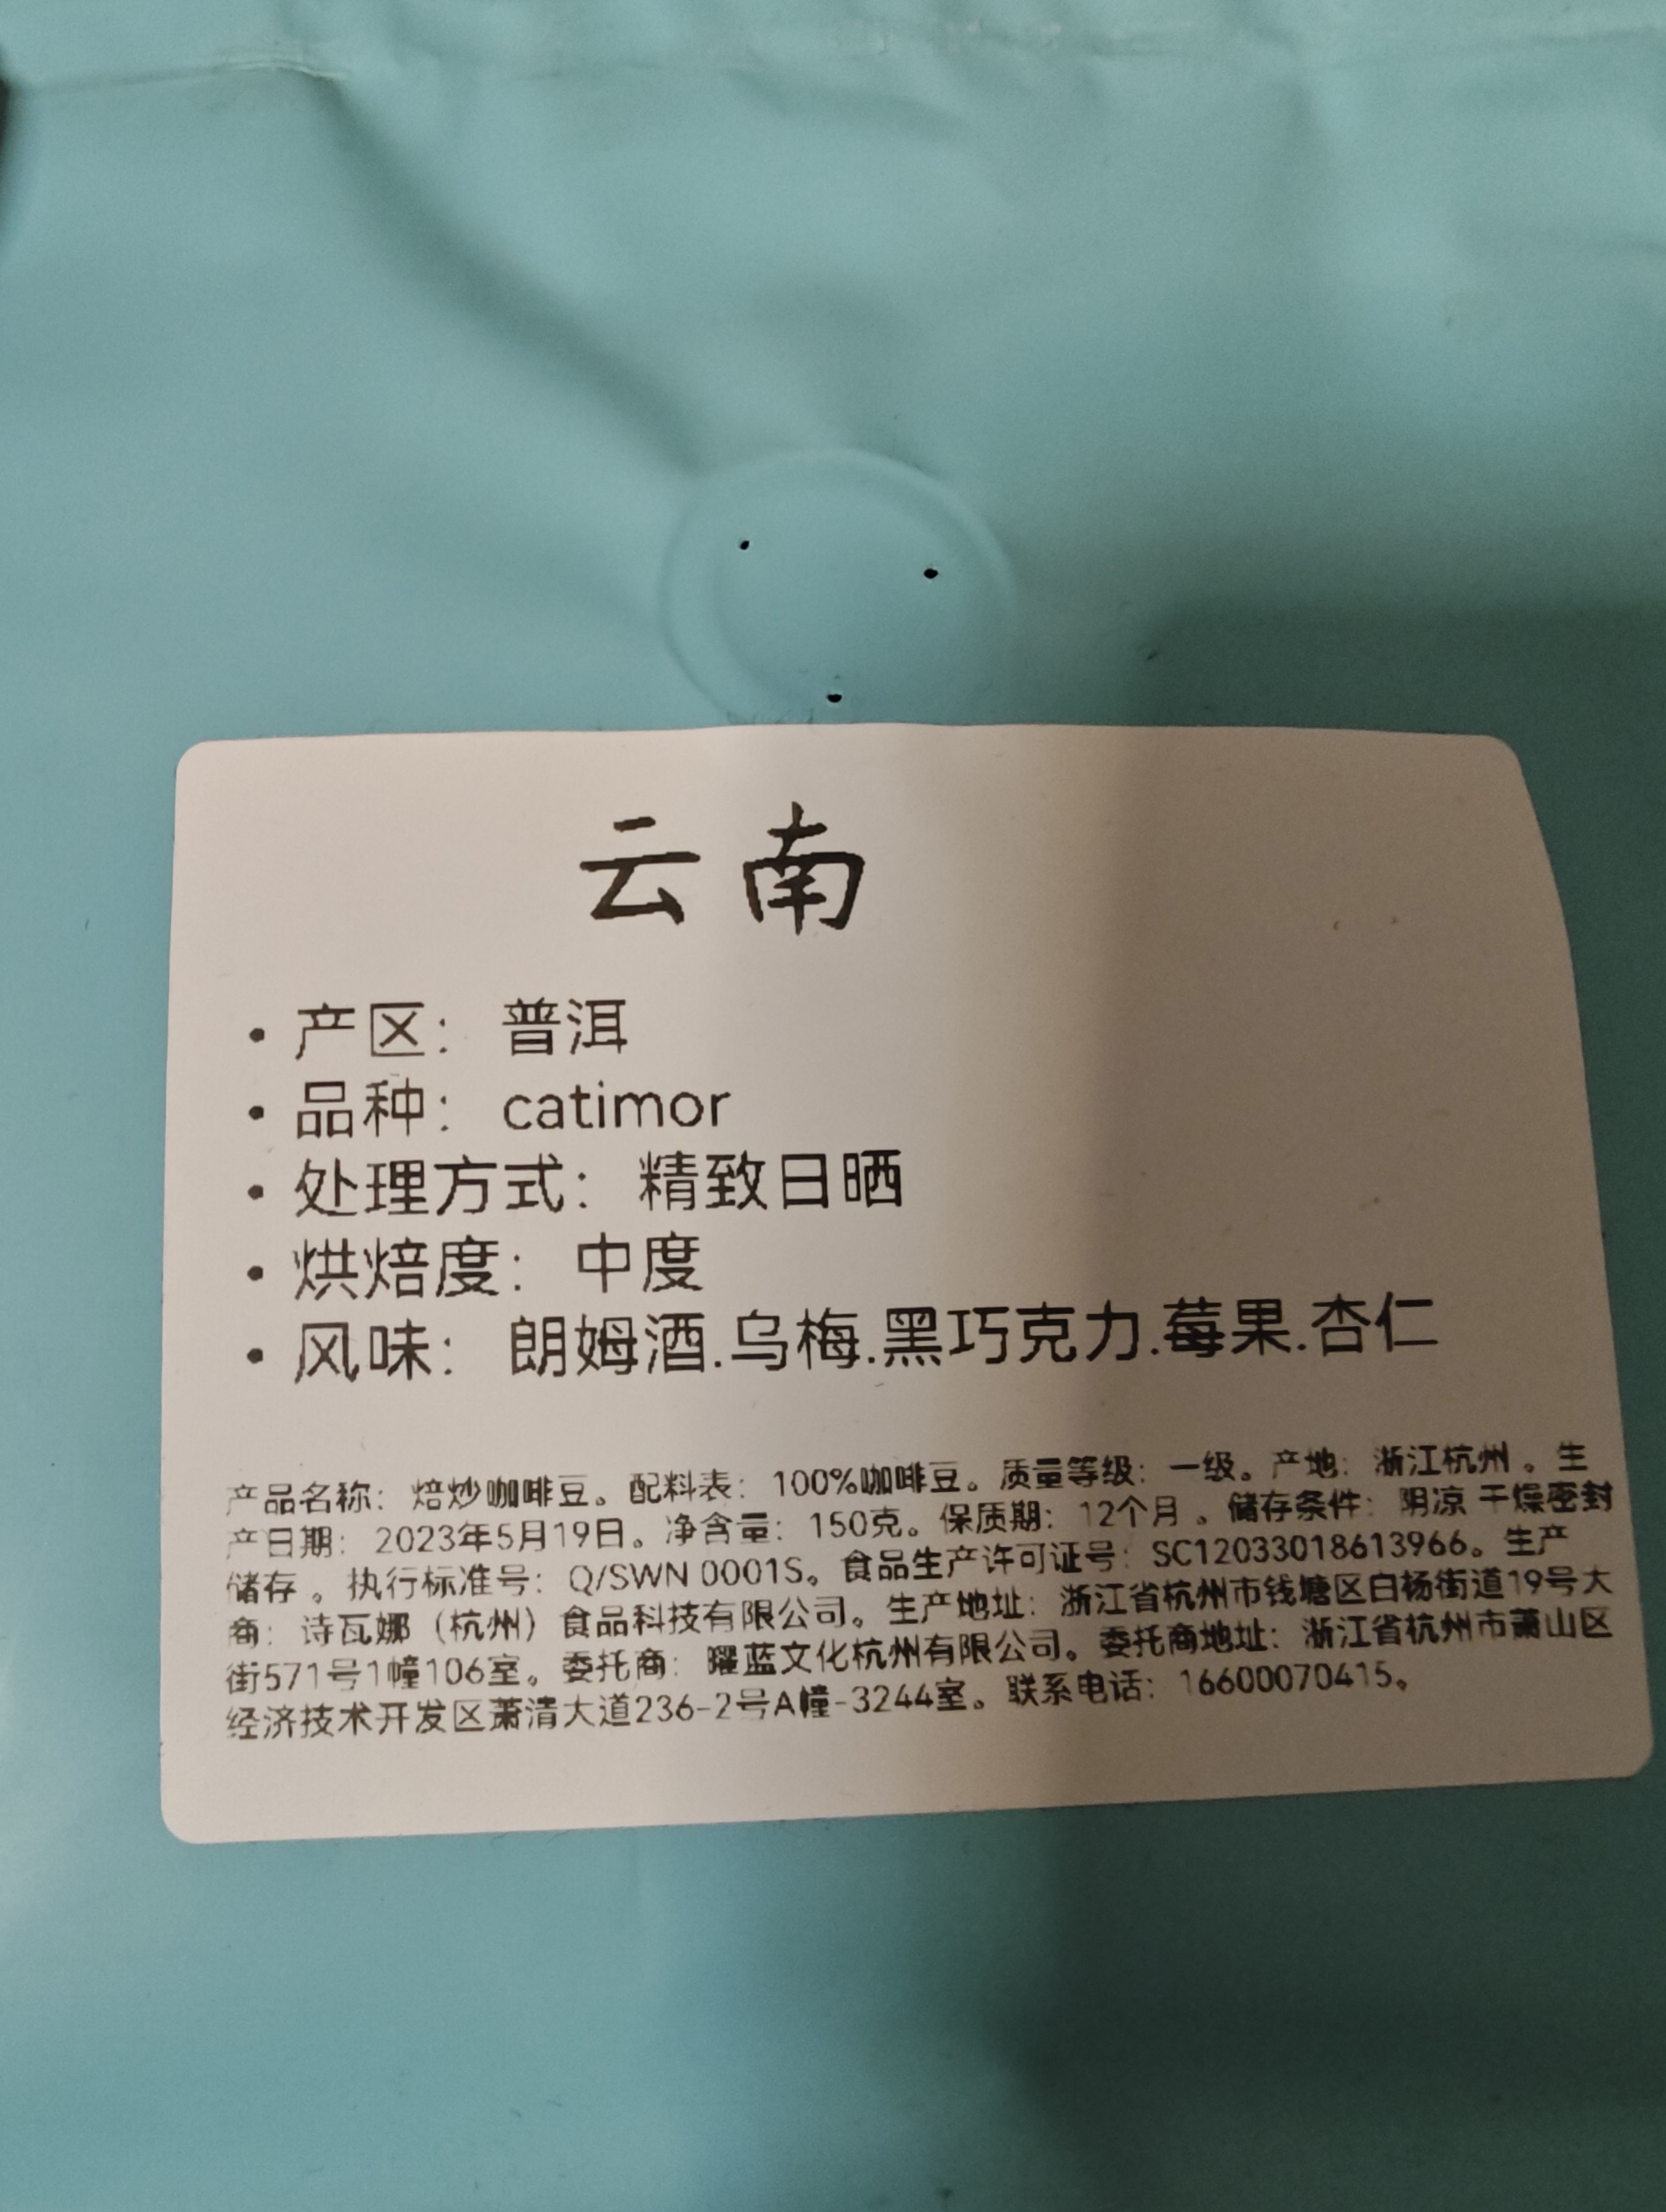 云南
• 产区： 普洱
• 品种： catimor
• 处理方式： 精致日晒
• 烘焙度： 中度
• 风味： 朗姆酒.乌梅.黑巧克力.莓果.杏仁
产品名称： 焙炒咖啡豆。配料表： 100%咖啡豆。质量等级： 一级。产地： 浙江杭州 。生
产日期： 2023年5月19日。净含量： 150克。保质期： 12个月 。储存条件： 阴凉 干燥密封
储存 。执行标准号： Q/SWN 0001S。食品生产许可证号： SC12033018613966。生产
商： 诗瓦娜（杭州）食品科技有限公司。生产地址： 浙江省杭州市钱塘区白杨街道19号大
街571号1幢106室。委托商： 曜蓝文化杭州有限公司。委托商地址： 浙江省杭州市萧山区
经济技术开发区萧清大道236-2号A幢-3244室。联系电话： 16600070415。